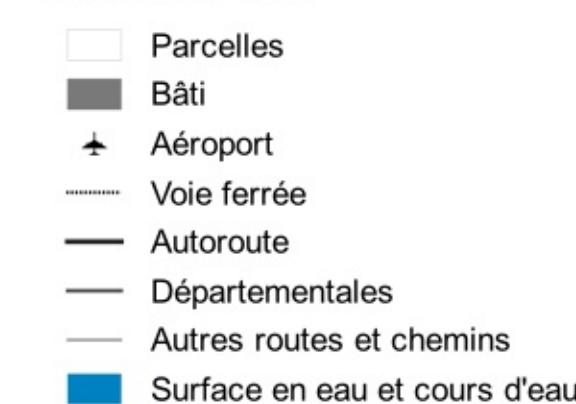 Parcelles
Bâti
Aéroport
Voie ferrée
Autoroute
Départementales
Autres routes et chemins
Surface en eau et cours d'eau